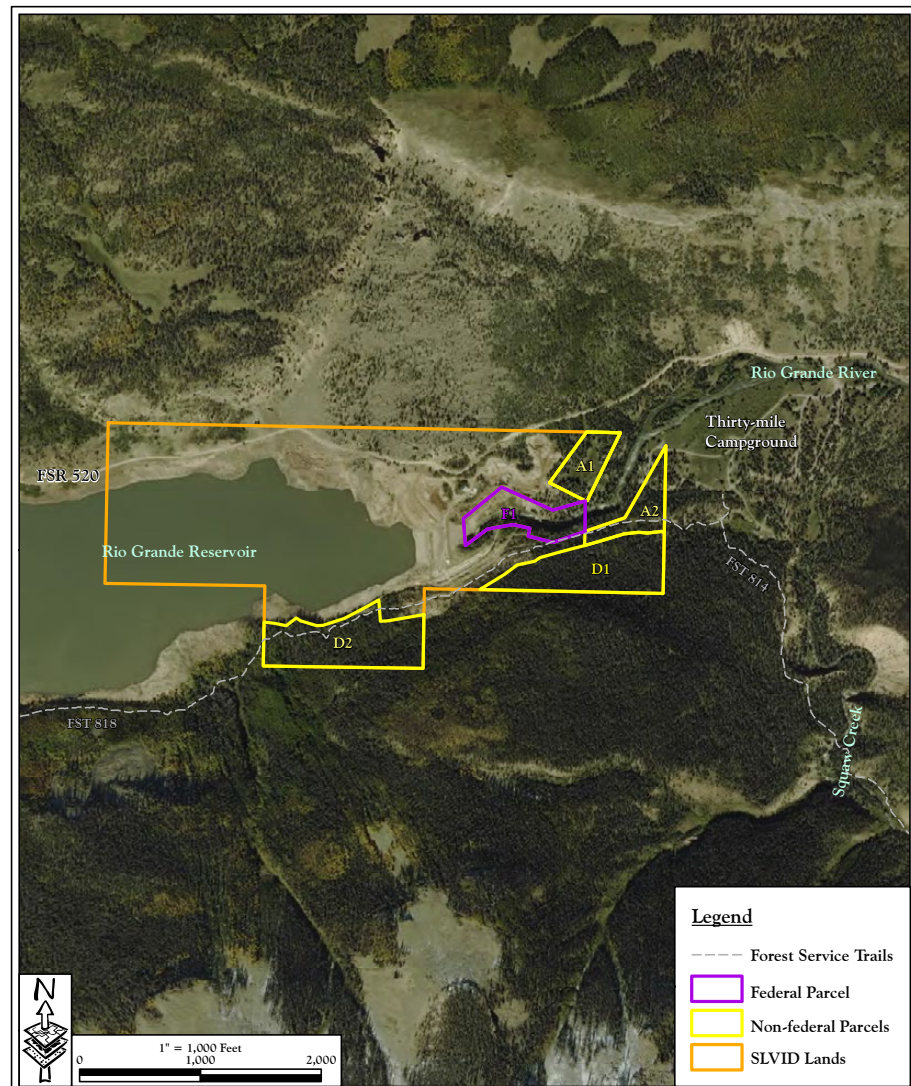 Rio Grande River
Thirty-mile
Campground
A1
FSR 520
F1
A2
Rio Grande Reservoir
D1
FST 814
D2
FST 818
Squaw Creek
Legend
Forest Service Trails
Federal Parcel
Non-federal Parcels
SLVID Lands
N
1" = 1,000 Feet
0 1,000 2,000